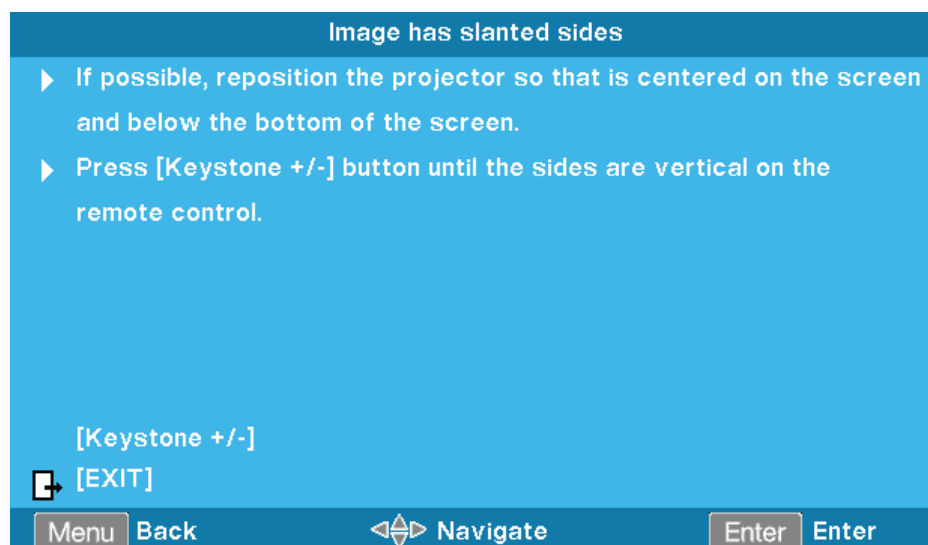 Image has slanted sides
If possible, reposition the projector so that is centered on the screen
and below the bottom of the screen.
Press [Keystone +/-] button until the sides are vertical on the
remote control.
[Keystone +/-]
[EXIT]
Menu Back Navigate Enter Enter